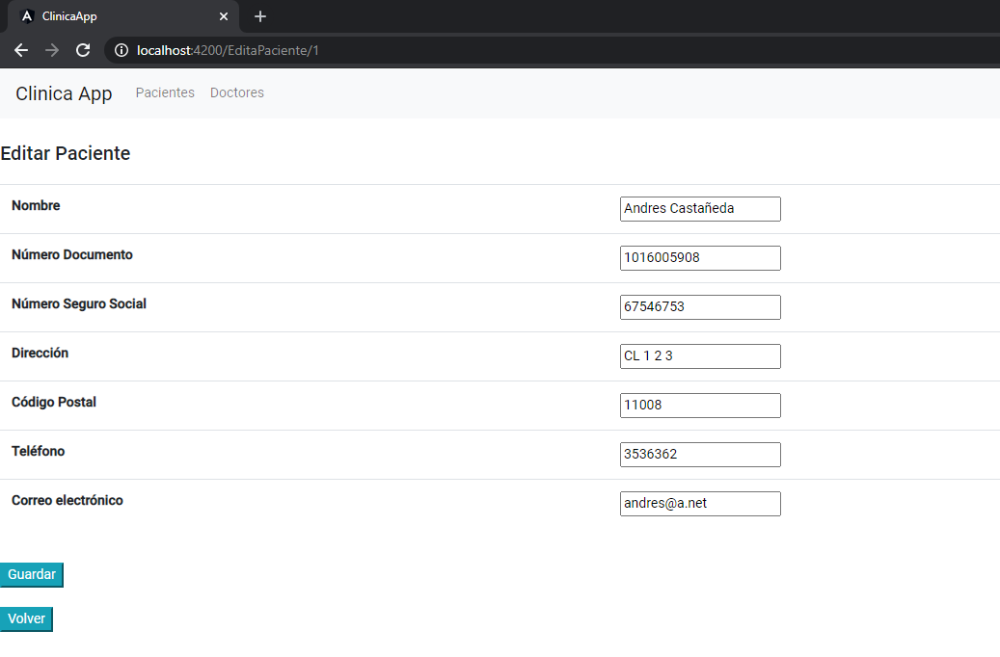 ClinicaApp
localhost:4200/EditaPaciente/1
Clinica App Pacientes Doctores
Editar Paciente
Nombre Andres Castañeda
Número Documento 1016005908
Número Seguro Social 67546753
Dirección CL 1 2 3
Código Postal 11008
Teléfono 3536362
Correo electrónico andres@a.net
Guardar
Volver